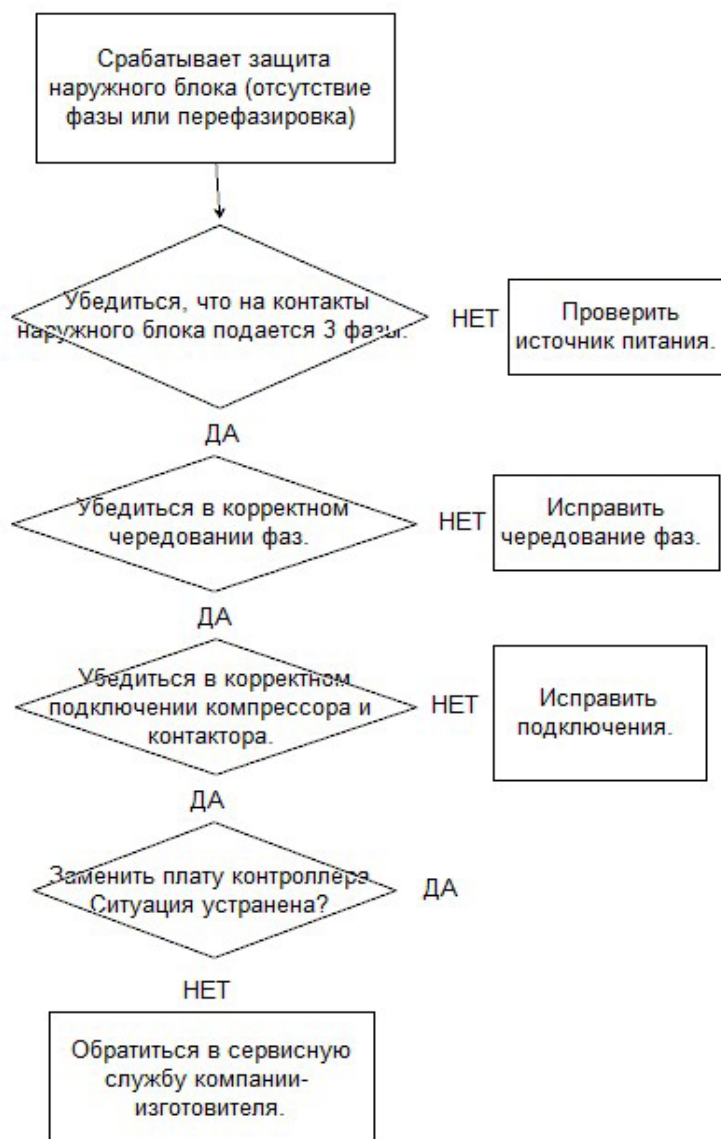 Срабатывает защита
наружного блока (отсутствие
фазы или перефазировка)
Убедиться, что на контакты
наружного блока подается 3 фазы.
НЕТ
Проверить
источник питания.
ДА
Убедиться в корректном
чередовании фаз.
НЕТ
Исправить
чередование фаз.
ДА
Убедиться в корректном
подключении компрессора и
контактора.
НЕТ
Исправить
подключения.
ДА
Заменить плату контроллера
Ситуация устранена?
ДА
НЕТ
Обратиться в сервисную
службу компании-
изготовителя.